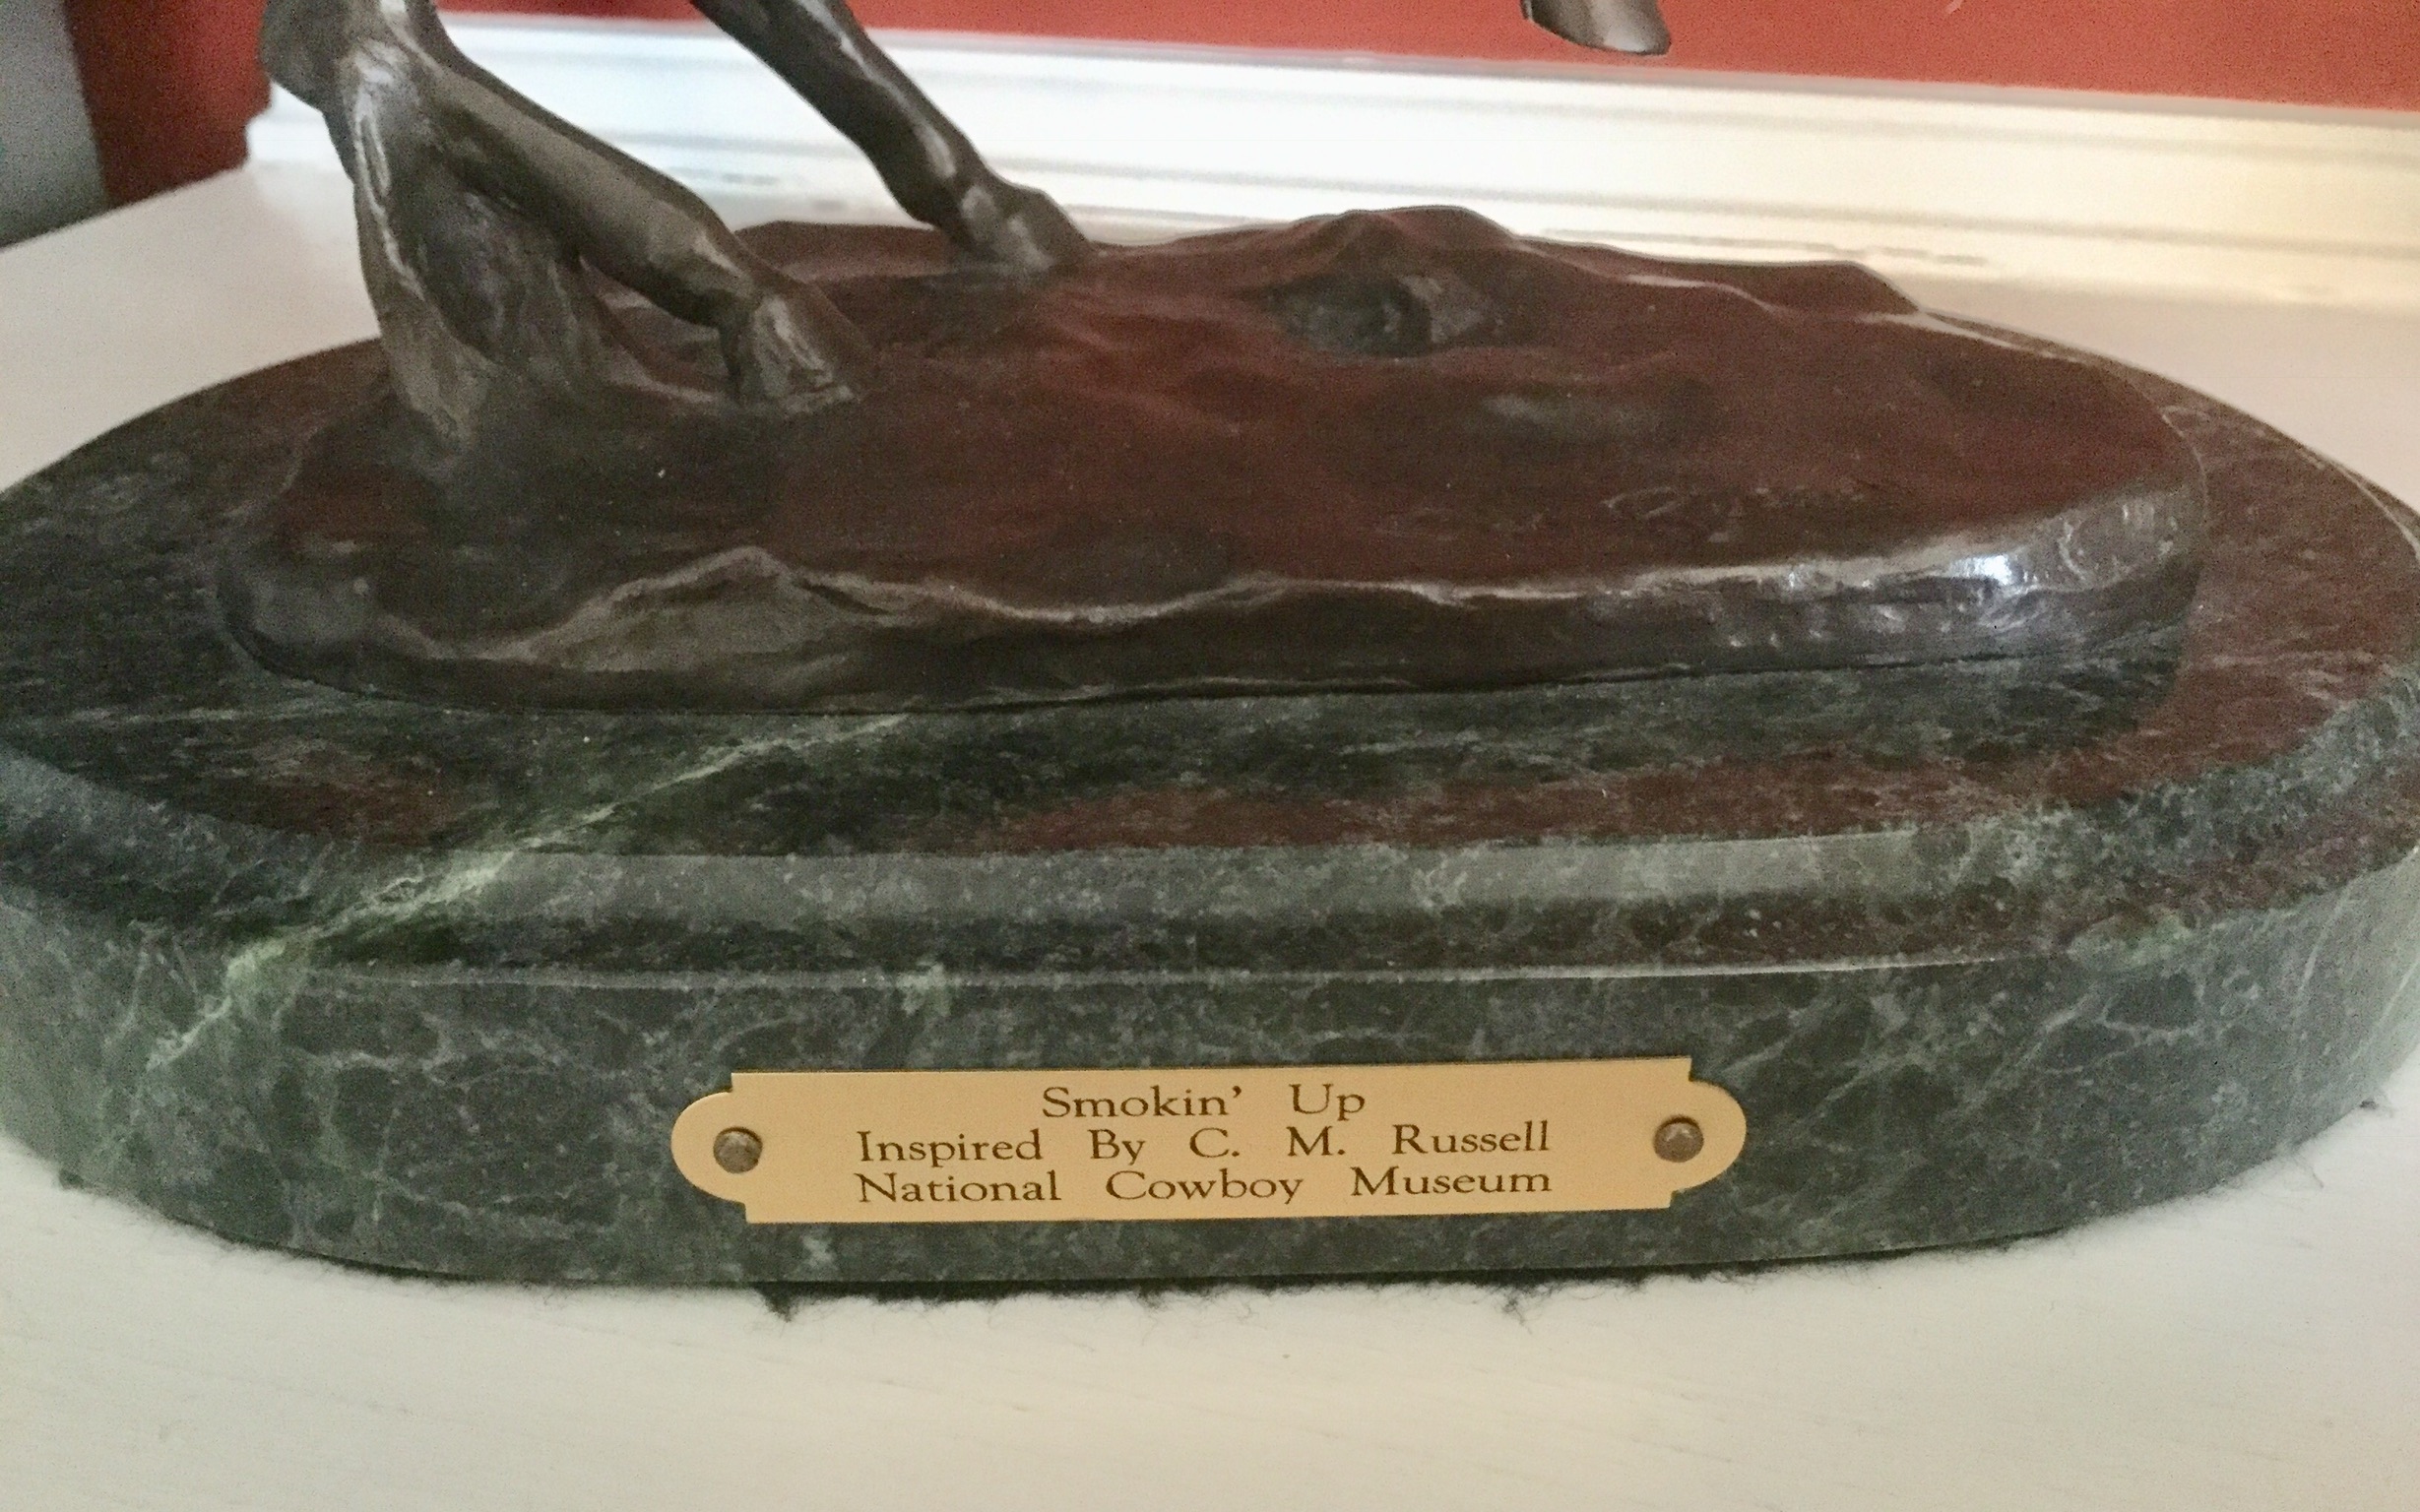 Smokin' Up
Inspired By C. M. Russell
National Cowboy Museum